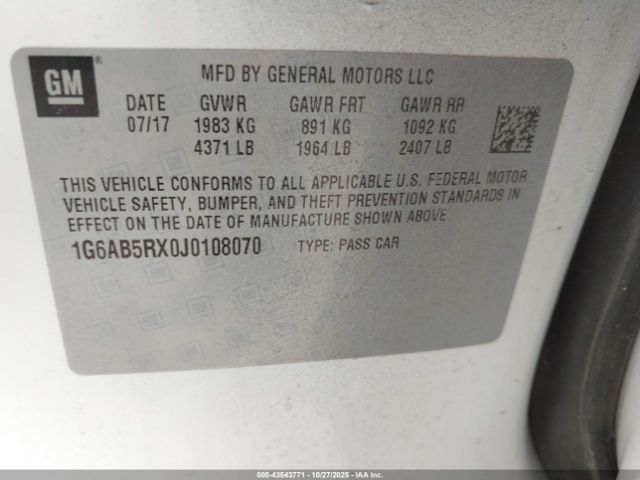 GM
®
MFD BY GENERAL MOTORS LLC
DATE GVWR GAWR FRT GAWR RR
07/17 1983 KG 891 KG 1092 KG
4371 LB 1964 LB 2407 LB
THIS VEHICLE CONFORMS TO ALL APPLICABLE U.S. FEDERAL MOTOR
VEHICLE SAFETY, BUMPER, AND THEFT PREVENTION STANDARDS IN
EFFECT ON THE DATE OF MANUFACTURE SHOWN ABOVE.
1G6AB5RX0J0108070 TYPE: PASS CAR
000-43543771 - 10/27/2025 - IAA Inc.